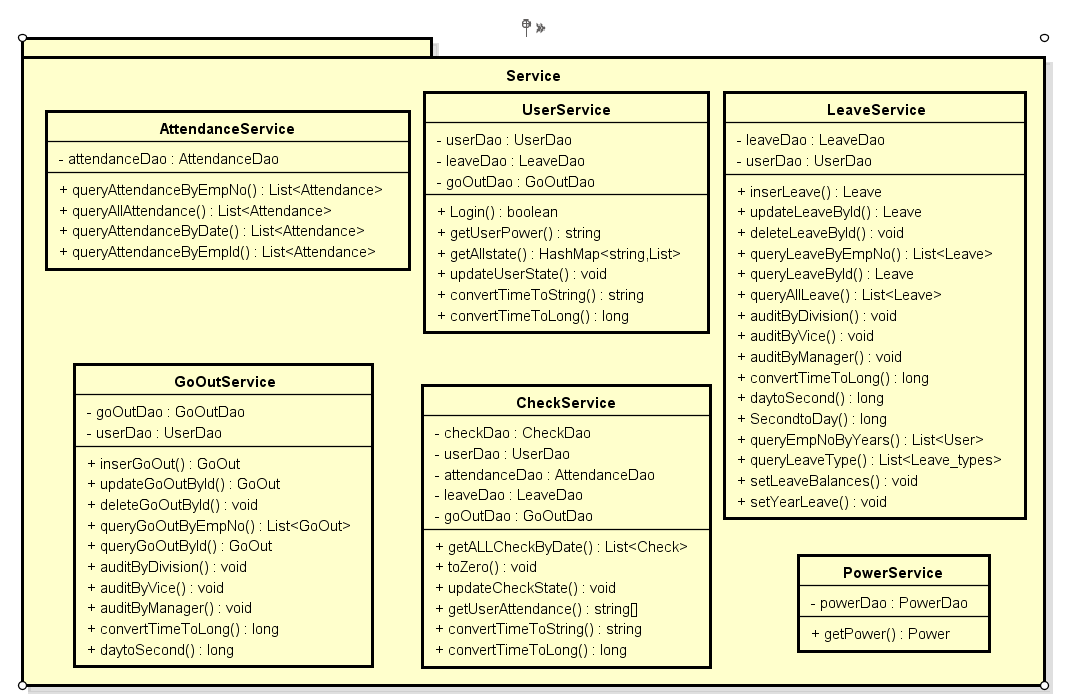 Service
AttendanceService
- attendanceDao : AttendanceDao
+ queryAttendanceByEmpNo() : List<Attendance>
+ queryAllAttendance() : List<Attendance>
+ queryAttendanceByDate() : List<Attendance>
+ queryAttendanceByEmpId() : List<Attendance>
UserService
- userDao : UserDao
- leaveDao : LeaveDao
- goOutDao : GoOutDao
+ Login() : boolean
+ getUserPower() : string
+ getAllstate() : HashMap<string,List>
+ updateUserState() : void
+ convertTimeToString() : string
+ convertTimeToLong() : long
LeaveService
- leaveDao : LeaveDao
- userDao : UserDao
+ inserLeave() : Leave
+ updateLeaveById() : Leave
+ deleteLeaveById() : void
+ queryLeaveByEmpNo() : List<Leave>
+ queryLeaveById() : Leave
+ queryAllLeave() : List<Leave>
+ auditByDivision() : void
+ auditByVice() : void
+ auditByManager() : void
+ convertTimeToLong() : long
+ daytoSecond() : long
+ SecondtoDay() : long
+ queryEmpNoByYears() : List<User>
+ queryLeaveType() : List<Leave_types>
+ setLeaveBalances() : void
+ setYearLeave() : void
GoOutService
- goOutDao : GoOutDao
- userDao : UserDao
+ inserGoOut() : GoOut
+ updateGoOutById() : GoOut
+ deleteGoOutById() : void
+ queryGoOutByEmpNo() : List<GoOut>
+ queryGoOutById() : GoOut
+ auditByDivision() : void
+ auditByVice() : void
+ auditByManager() : void
+ convertTimeToLong() : long
+ daytoSecond() : long
CheckService
- checkDao : CheckDao
- userDao : UserDao
- attendanceDao : AttendanceDao
- leaveDao : LeaveDao
- goOutDao : GoOutDao
+ getALLCheckByDate() : List<Check>
+ toZero() : void
+ updateCheckState() : void
+ getUserAttendance() : string[]
+ convertTimeToString() : string
+ convertTimeToLong() : long
PowerService
- powerDao : PowerDao
+ getPower() : Power